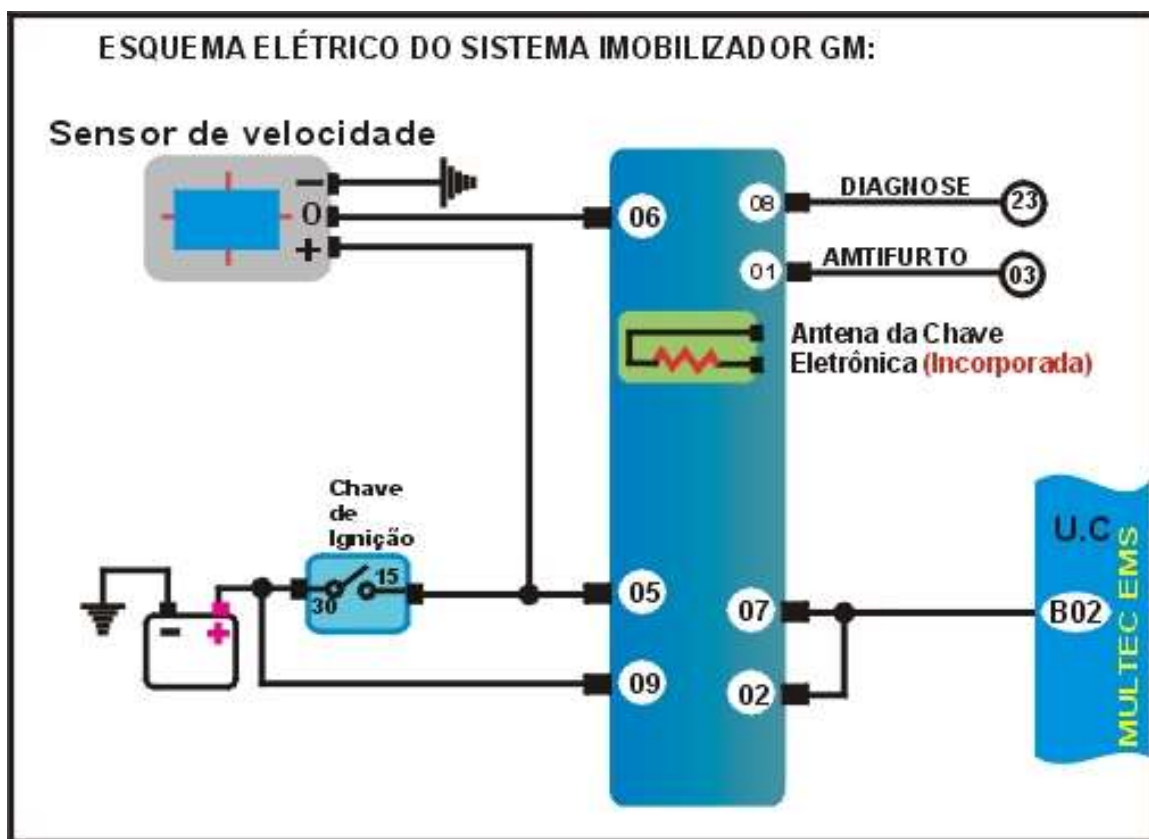 ESQUEMA ELÉTRICO DO SISTEMA IMOBILIZADOR GM:
Sensor de velocidade
−
0
+
06
08
DIAGNOSE
23
01
AMTIFURTO
03
Antena da Chave
Eletrônica (Incorporada)
Chave
de
Ignição
30
15
-
+
05
09
07
02
U.C
B02
MULTEC EMS